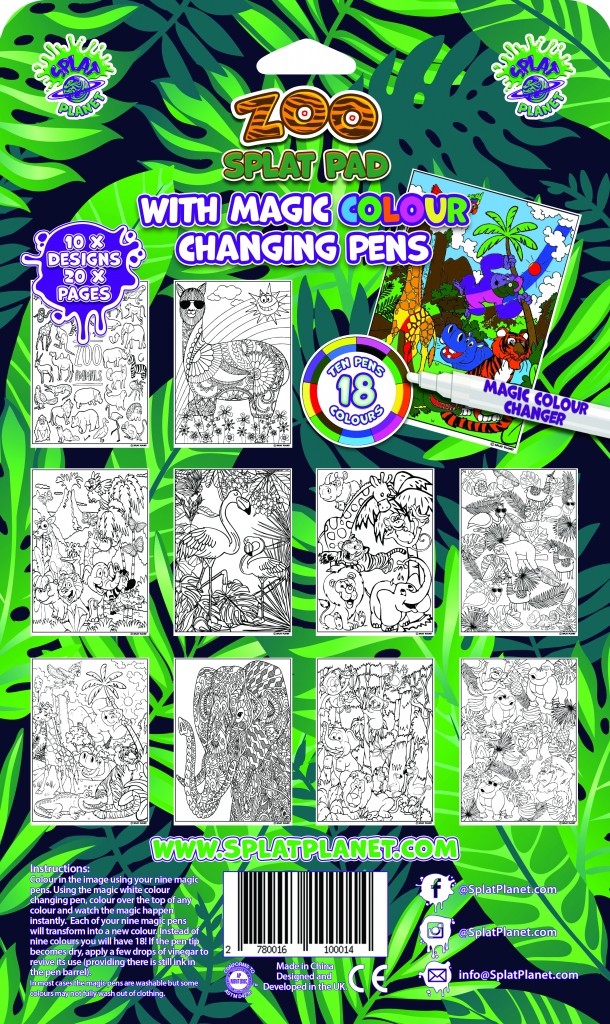 SPLAT
PLANET
SPLAT
PLANET
ZOO
SPLAT PAD
WITH MAGIC COLOUR
CHANGING PENS
10 X
DESIGNS
20 X
PAGES
ZOO
ANIMALS
TEN PENS
18
COLOURS
MAGIC COLOUR
CHANGER
WWW.SPLATPLANET.COM
Instructions:
Colour in the image using your nine magic
pens. Using the magic white colour
changing pen, colour over the top of any
colour and watch the magic happen
instantly. Each of your nine magic pens
will transform into a new colour. Instead of
nine colours you will have 18! If the pen tip
becomes dry, apply a few drops of vinegar to
revive its use (providing there is still ink in
the pen barrel).
In most cases the magic pens are washable but some
colours may not fully wash out of clothing.
2 780016 100014
CONFORMS TO
Made in China
Designed and
Developed in the UK.
CE
@SplatPlanet.com
@SplatPlanet.com
info@SplatPlanet.com